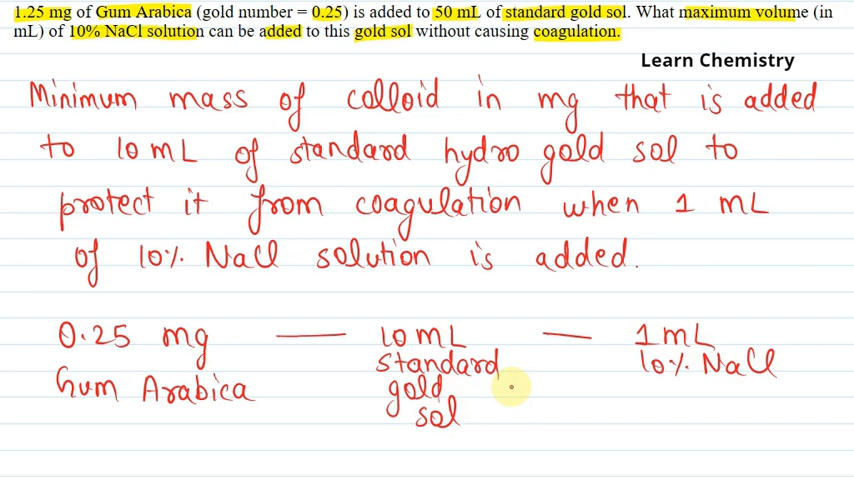 1.25 mg of Gum Arabica (gold number = 0.25) is added to 50 mL of standard gold sol. What maximum volume (in
mL) of 10% NaCl solution can be added to this gold sol without causing coagulation.
Learn Chemistry
Minimum mass of colloid in mg that is added
to 10 mL of standard hydro gold sol to
protect it from coagulation when 1 mL
of 10% NaCl solution is added.
0.25 mg — 10 mL — 1 mL
standard 10% NaCl
Gum Arabica gold
sol